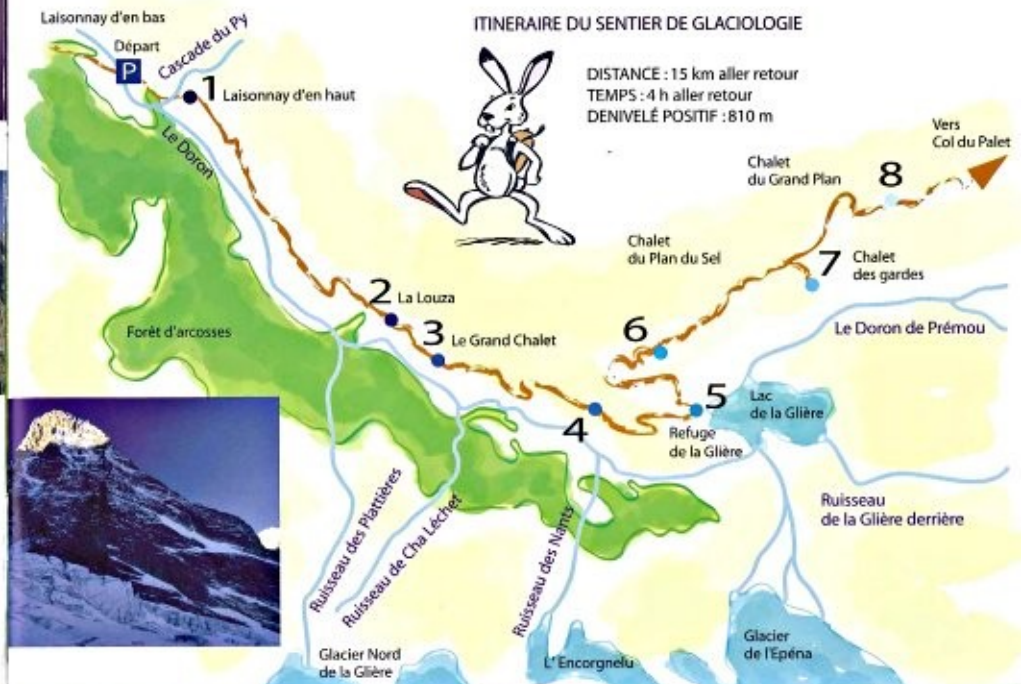 ITINERAIRE DU SENTIER DE GLACIOLOGIE
DISTANCE : 15 km aller retour
TEMPS : 4 h aller retour
DENIVELÉ POSITIF : 810 m
Laisonnay d'en bas
Départ
P
Cascade du Py
1
Laisonnay d'en haut
Le Doron
Vers
Col du Palet
Chalet
du Grand Plan
8
Chalet
du Plan du Sel
7
Chalet
des gardes
2
La Louza
3
Le Grand Chalet
Forêt d'arcosses
6
Le Doron de Prémou
5
Lac
de la Glière
4
Refuge
de la Glière
Ruisseau des Plattières
Ruisseau de Cha Léchet
Ruisseau des Nants
Ruisseau
de la Glière derrière
Glacier Nord
de la Glière
L' Encorgnelu
Glacier
de l'Epéna